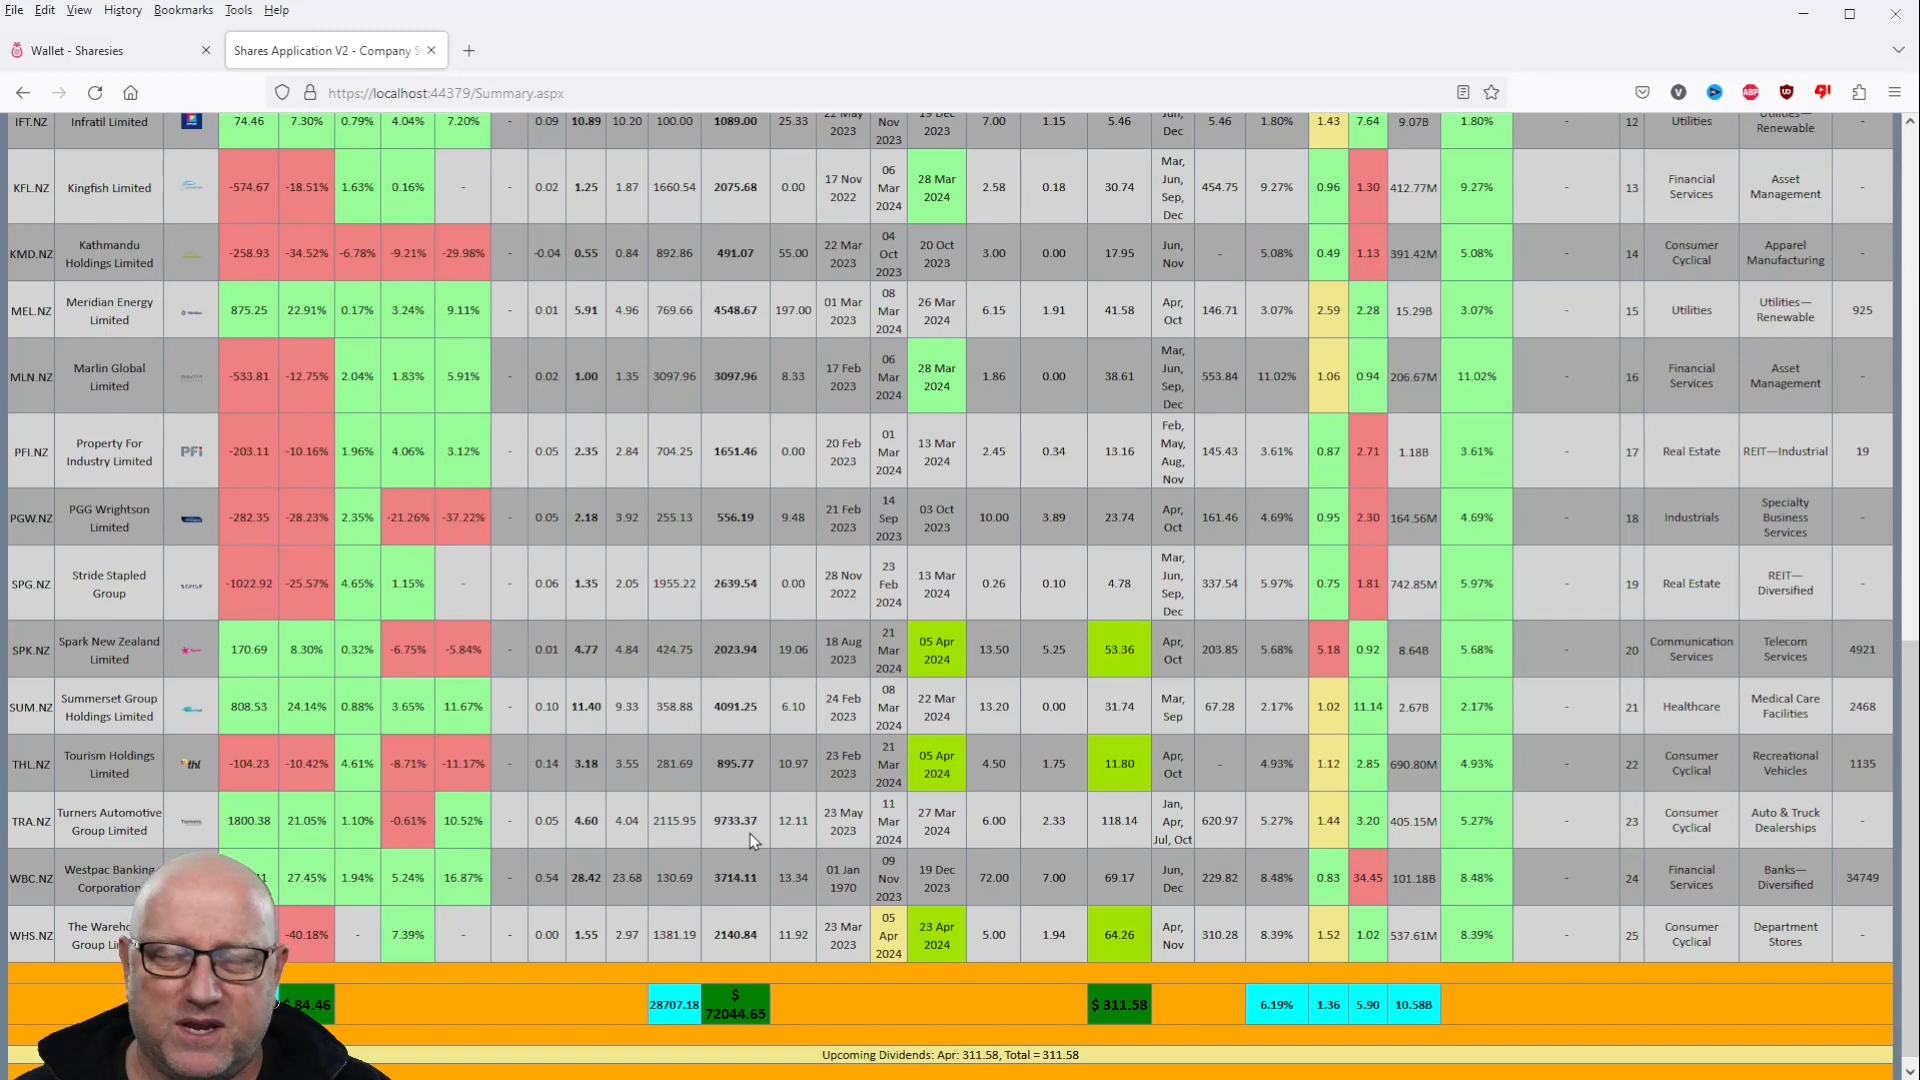 File Edit View History Bookmarks Tools Help
Wallet - Sharesies
Shares Application V2 - Company S
https://localhost:44379/Summary.aspx
IFT.NZ Infratil Limited 74.46 7.30% 0.79% 4.04% 7.20% - 0.09 10.89 10.20 100.00 1089.00 25.33 22 May 2023 Nov 2023 19 Dec 2023 7.00 1.15 5.46 Jun, Dec 5.46 1.80% 1.43 7.64 9.07B 1.80% - 12 Utilities Utilities—Renewable -
KFL.NZ Kingfish Limited -574.67 -18.51% 1.63% 0.16% - - 0.02 1.25 1.87 1660.54 2075.68 0.00 17 Nov 2022 06 Mar 2024 28 Mar 2024 2.58 0.18 30.74 Mar, Jun, Sep, Dec 454.75 9.27% 0.96 1.30 412.77M 9.27% - 13 Financial Services Asset Management -
KMD.NZ Kathmandu Holdings Limited -258.93 -34.52% -6.78% -9.21% -29.98% - -0.04 0.55 0.84 892.86 491.07 55.00 22 Mar 2023 04 Oct 2023 20 Oct 2023 3.00 0.00 17.95 Jun, Nov - 5.08% 0.49 1.13 391.42M 5.08% - 14 Consumer Cyclical Apparel Manufacturing -
MEL.NZ Meridian Energy Limited 875.25 22.91% 0.17% 3.24% 9.11% - 0.01 5.91 4.96 769.66 4548.67 197.00 01 Mar 2023 08 Mar 2024 26 Mar 2024 6.15 1.91 41.58 Apr, Oct 146.71 3.07% 2.59 2.28 15.29B 3.07% - 15 Utilities Utilities—Renewable 925
MLN.NZ Marlin Global Limited -533.81 -12.75% 2.04% 1.83% 5.91% - 0.02 1.00 1.35 3097.96 3097.96 8.33 17 Feb 2023 06 Mar 2024 28 Mar 2024 1.86 0.00 38.61 Mar, Jun, Sep, Dec 553.84 11.02% 1.06 0.94 206.67M 11.02% - 16 Financial Services Asset Management -
PFI.NZ Property For Industry Limited PFI -203.11 -10.16% 1.96% 4.06% 3.12% - 0.05 2.35 2.84 704.25 1651.46 0.00 20 Feb 2023 01 Mar 2024 13 Mar 2024 2.45 0.34 13.16 Feb, May, Aug, Nov 145.43 3.61% 0.87 2.71 1.18B 3.61% - 17 Real Estate REIT—Industrial 19
PGW.NZ PGG Wrightson Limited -282.35 -28.23% 2.35% -21.26% -37.22% - 0.05 2.18 3.92 255.13 556.19 9.48 21 Feb 2023 14 Sep 2023 03 Oct 2023 10.00 3.89 23.74 Apr, Oct 161.46 4.69% 0.95 2.30 164.56M 4.69% - 18 Industrials Specialty Business Services -
SPG.NZ Stride Stapled Group -1022.92 -25.57% 4.65% 1.15% - - 0.06 1.35 2.05 1955.22 2639.54 0.00 28 Nov 2022 23 Feb 2024 13 Mar 2024 0.26 0.10 4.78 Mar, Jun, Sep, Dec 337.54 5.97% 0.75 1.81 742.85M 5.97% - 19 Real Estate REIT—Diversified -
SPK.NZ Spark New Zealand Limited 170.69 8.30% 0.32% -6.75% -5.84% - 0.01 4.77 4.84 424.75 2023.94 19.06 18 Aug 2023 21 Mar 2024 05 Apr 2024 13.50 5.25 53.36 Apr, Oct 203.85 5.68% 5.18 0.92 8.64B 5.68% - 20 Communication Services Telecom Services 4921
SUM.NZ Summerset Group Holdings Limited 808.53 24.14% 0.88% 3.65% 11.67% - 0.10 11.40 9.33 358.88 4091.25 6.10 24 Feb 2023 08 Mar 2024 22 Mar 2024 13.20 0.00 31.74 Mar, Sep 67.28 2.17% 1.02 11.14 2.67B 2.17% - 21 Healthcare Medical Care Facilities 2468
THL.NZ Tourism Holdings Limited thl -104.23 -10.42% 4.61% -8.71% -11.17% - 0.14 3.18 3.55 281.69 895.77 10.97 23 Feb 2023 21 Mar 2024 05 Apr 2024 4.50 1.75 11.80 Apr, Oct - 4.93% 1.12 2.85 690.80M 4.93% - 22 Consumer Cyclical Recreational Vehicles 1135
TRA.NZ Turners Automotive Group Limited Turners 1800.38 21.05% 1.10% -0.61% 10.52% - 0.05 4.60 4.04 2115.95 9733.37 12.11 23 May 2023 11 Mar 2024 27 Mar 2024 6.00 2.33 118.14 Jan, Apr, Jul, Oct 620.97 5.27% 1.44 3.20 405.15M 5.27% - 23 Consumer Cyclical Auto & Truck Dealerships -
WBC.NZ Westpac Banking Corporation 27.45% 1.94% 5.24% 16.87% - 0.54 28.42 23.68 130.69 3714.11 13.34 01 Jan 1970 09 Nov 2023 19 Dec 2023 72.00 7.00 69.17 Jun, Dec 229.82 8.48% 0.83 34.45 101.18B 8.48% - 24 Financial Services Banks—Diversified 34749
WHS.NZ The Wareh Group Li -40.18% - 7.39% - - 0.00 1.55 2.97 1381.19 2140.84 11.92 23 Mar 2023 05 Apr 2024 23 Apr 2024 5.00 1.94 64.26 Apr, Nov 310.28 8.39% 1.52 1.02 537.61M 8.39% - 25 Consumer Cyclical Department Stores -
84.46 28707.18 $ 72044.65 $ 311.58 6.19% 1.36 5.90 10.58B
Upcoming Dividends: Apr: 311.58, Total = 311.58